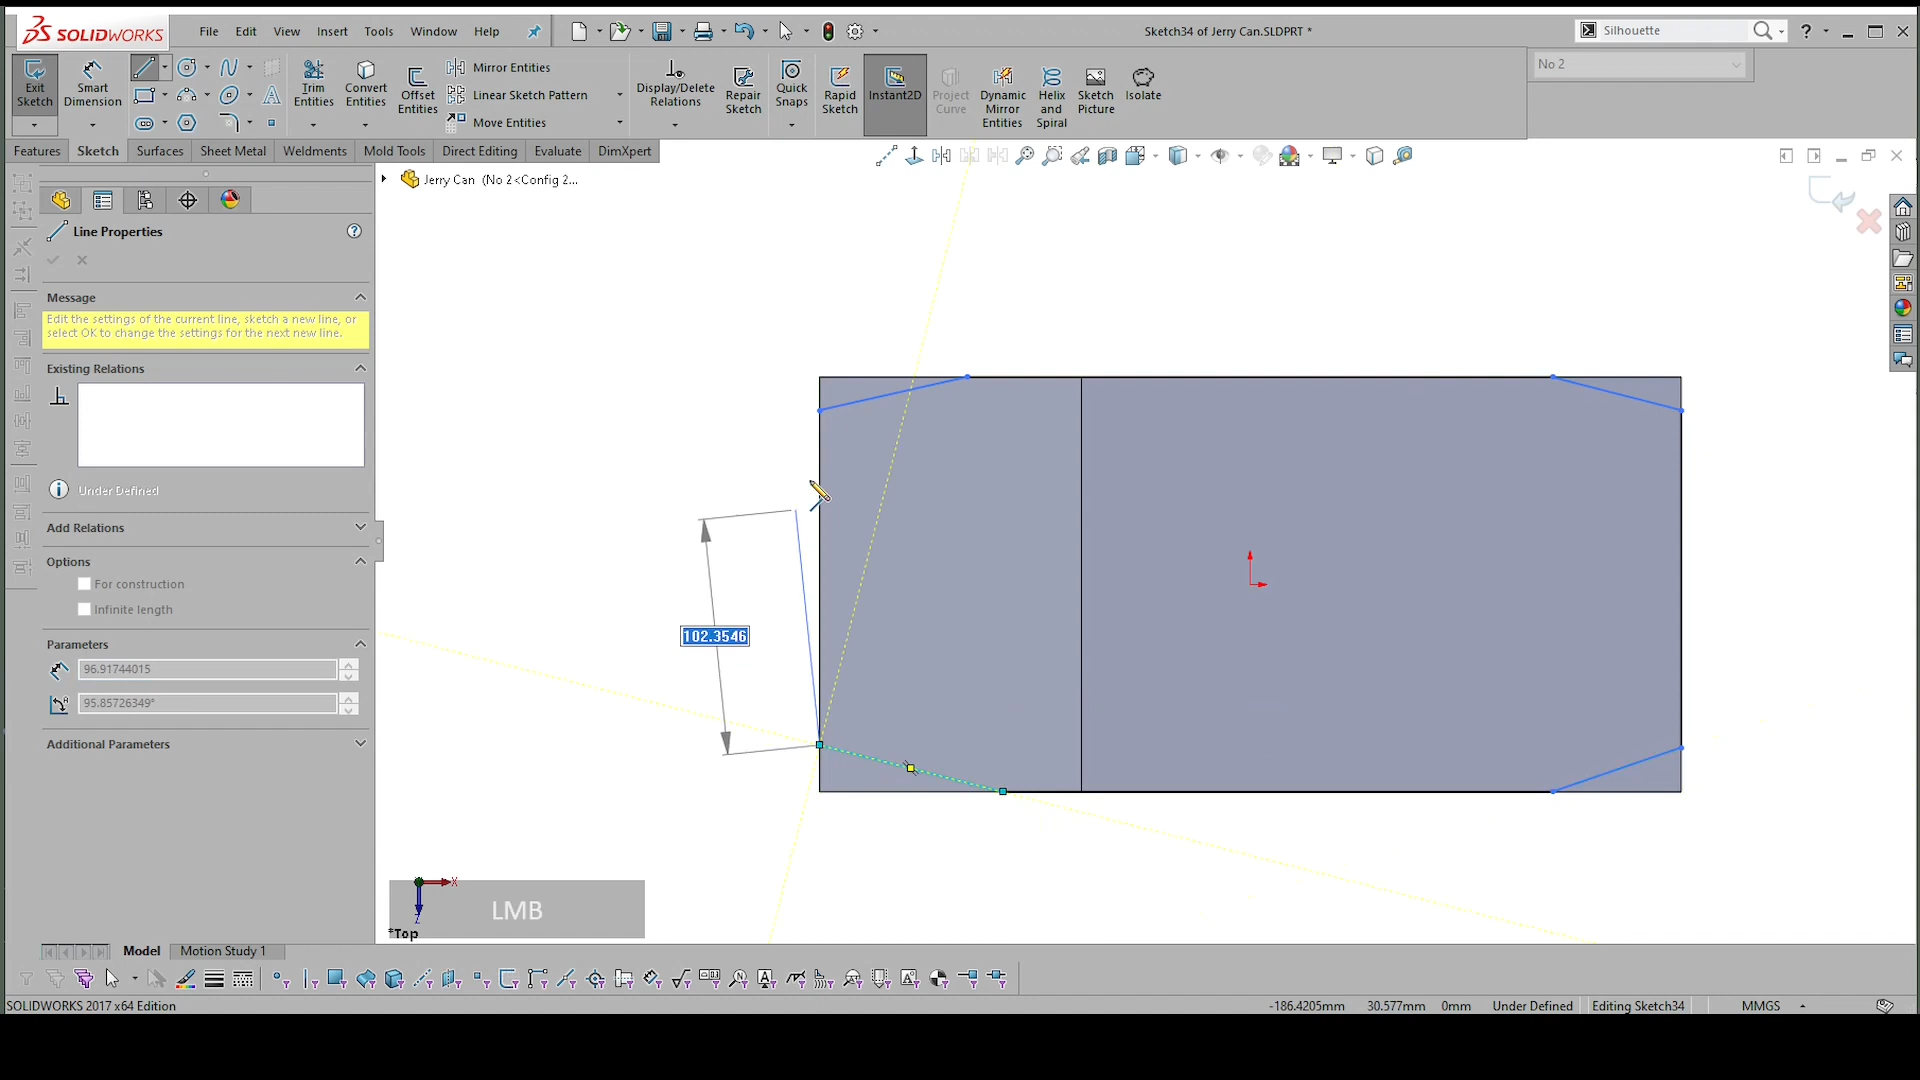 SOLIDWORKS
File Edit View Insert Tools Window Help
Sketch34 of Jerry Can.SLDPRT *
Silhouette
?
No 2
Exit Sketch
Smart Dimension
Trim Entities
Convert Entities
Offset Entities
Mirror Entities
Linear Sketch Pattern
Move Entities
Display/Delete Relations
Repair Sketch
Quick Snaps
Rapid Sketch
Instant2D
Project Curve
Dynamic Mirror Entities
Helix and Spiral
Sketch Picture
Isolate
Features Sketch Surfaces Sheet Metal Weldments Mold Tools Direct Editing Evaluate DimXpert
Jerry Can (No 2<Config 2...
Line Properties
?
Message
Edit the settings of the current line, sketch a new line, or
select OK to change the settings for the next new line.
Existing Relations
Under Defined
Add Relations
Options
For construction
Infinite length
Parameters
96.91744015
95.85726349°
Additional Parameters
102.3546
X
Z
LMB
*Top
Model Motion Study 1
SOLIDWORKS 2017 x64 Edition
-186.4205mm 30.577mm 0mm Under Defined Editing Sketch34 MMGS